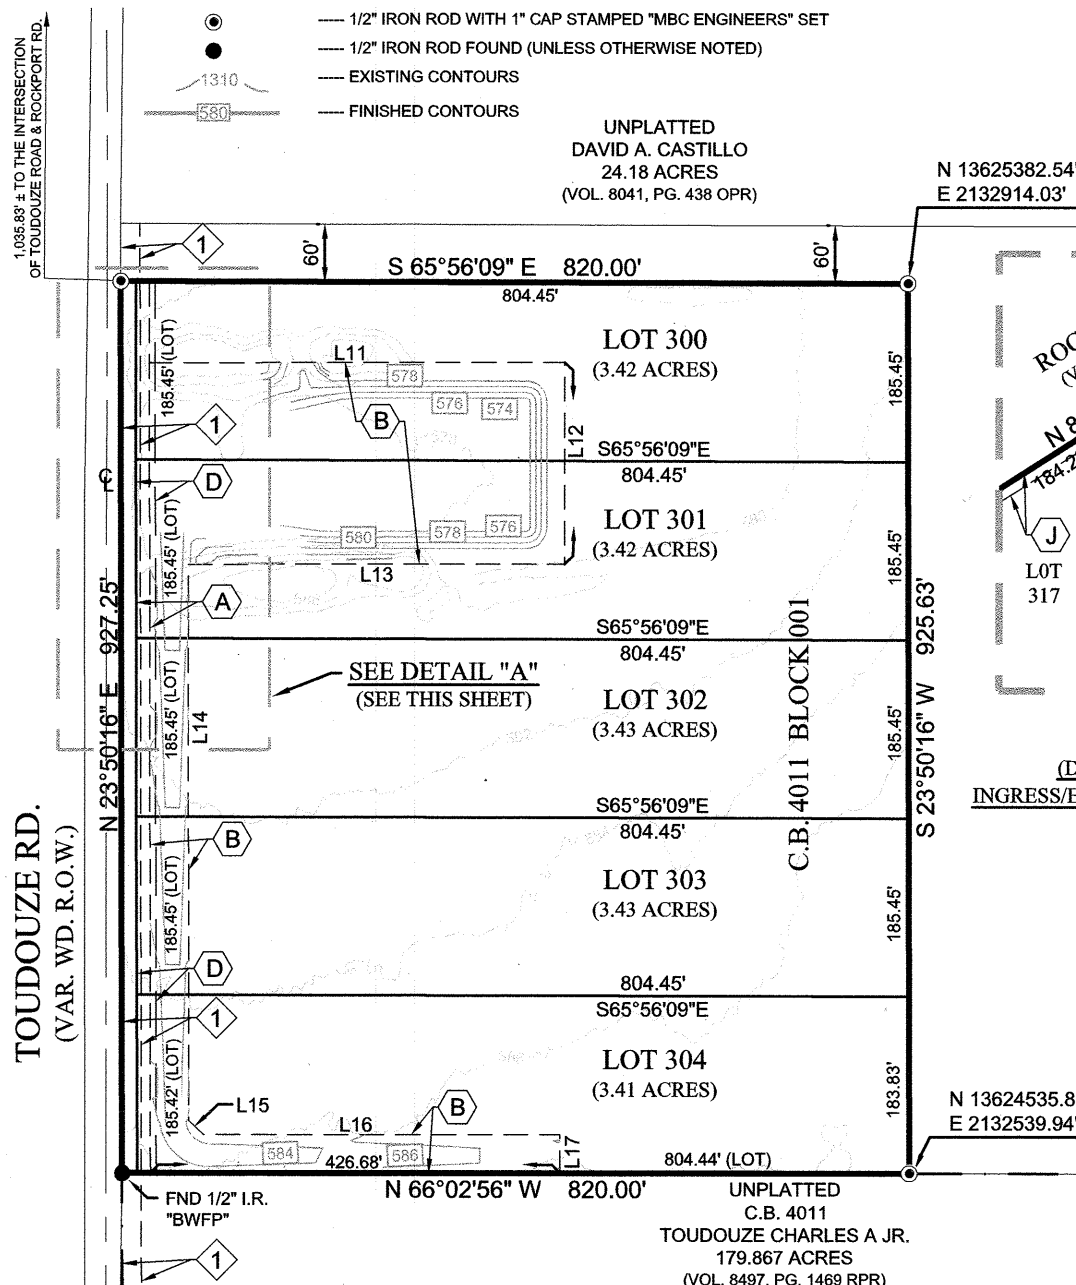 1,035.83' ± TO THE INTERSECTION
OF TOUDOUZE ROAD & ROCKPORT RD.
----- 1/2" IRON ROD WITH 1" CAP STAMPED "MBC ENGINEERS" SET
----- 1/2" IRON ROD FOUND (UNLESS OTHERWISE NOTED)
1310 ----- EXISTING CONTOURS
580 ----- FINISHED CONTOURS
UNPLATTED
DAVID A. CASTILLO
24.18 ACRES
(VOL. 8041, PG. 438 OPR)
N 13625382.54'
E 2132914.03'
1
60'
60'
S 65°56'09" E 820.00'
804.45'
LOT 300
(3.42 ACRES)
185.45' (LOT)
185.45'
L11
578
576
574
B
L12
1
S65°56'09"E
804.45'
℄
D
LOT 301
(3.42 ACRES)
185.45' (LOT)
185.45'
580
578
576
L13
A
S65°56'09"E
804.45'
SEE DETAIL "A"
(SEE THIS SHEET)
LOT 302
(3.43 ACRES)
185.45' (LOT)
L14
185.45'
N 23°50'16" E 927.25'
C.B. 4011 BLOCK 001
S 23°50'16" W 925.63'
S65°56'09"E
804.45'
TOUDOUZE RD.
(VAR. WD. R.O.W.)
B
LOT 303
(3.43 ACRES)
185.45' (LOT)
185.45'
D
804.45'
S65°56'09"E
1
LOT 304
(3.41 ACRES)
185.42' (LOT)
183.83'
L15
L16
B
L17
584
586
426.68'
804.44' (LOT)
N 66°02'56" W 820.00'
FND 1/2" I.R.
"BWFP"
1
UNPLATTED
C.B. 4011
TOUDOUZE CHARLES A JR.
179.867 ACRES
(VOL. 8497, PG. 1469 RPR)
N 13624535.8
E 2132539.94'
ROC
(V
N 8
184.2
J
L0T
317
(D
INGRESS/E